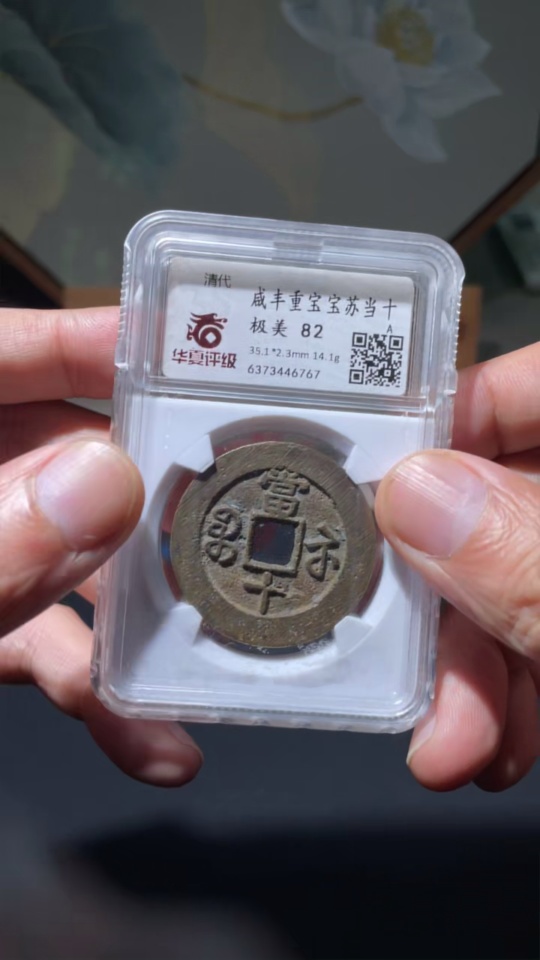 清代
咸丰重宝宝苏当十
极美 82
A
35.1*2.3mm 14.1g
华夏评级
6373446767
當
十